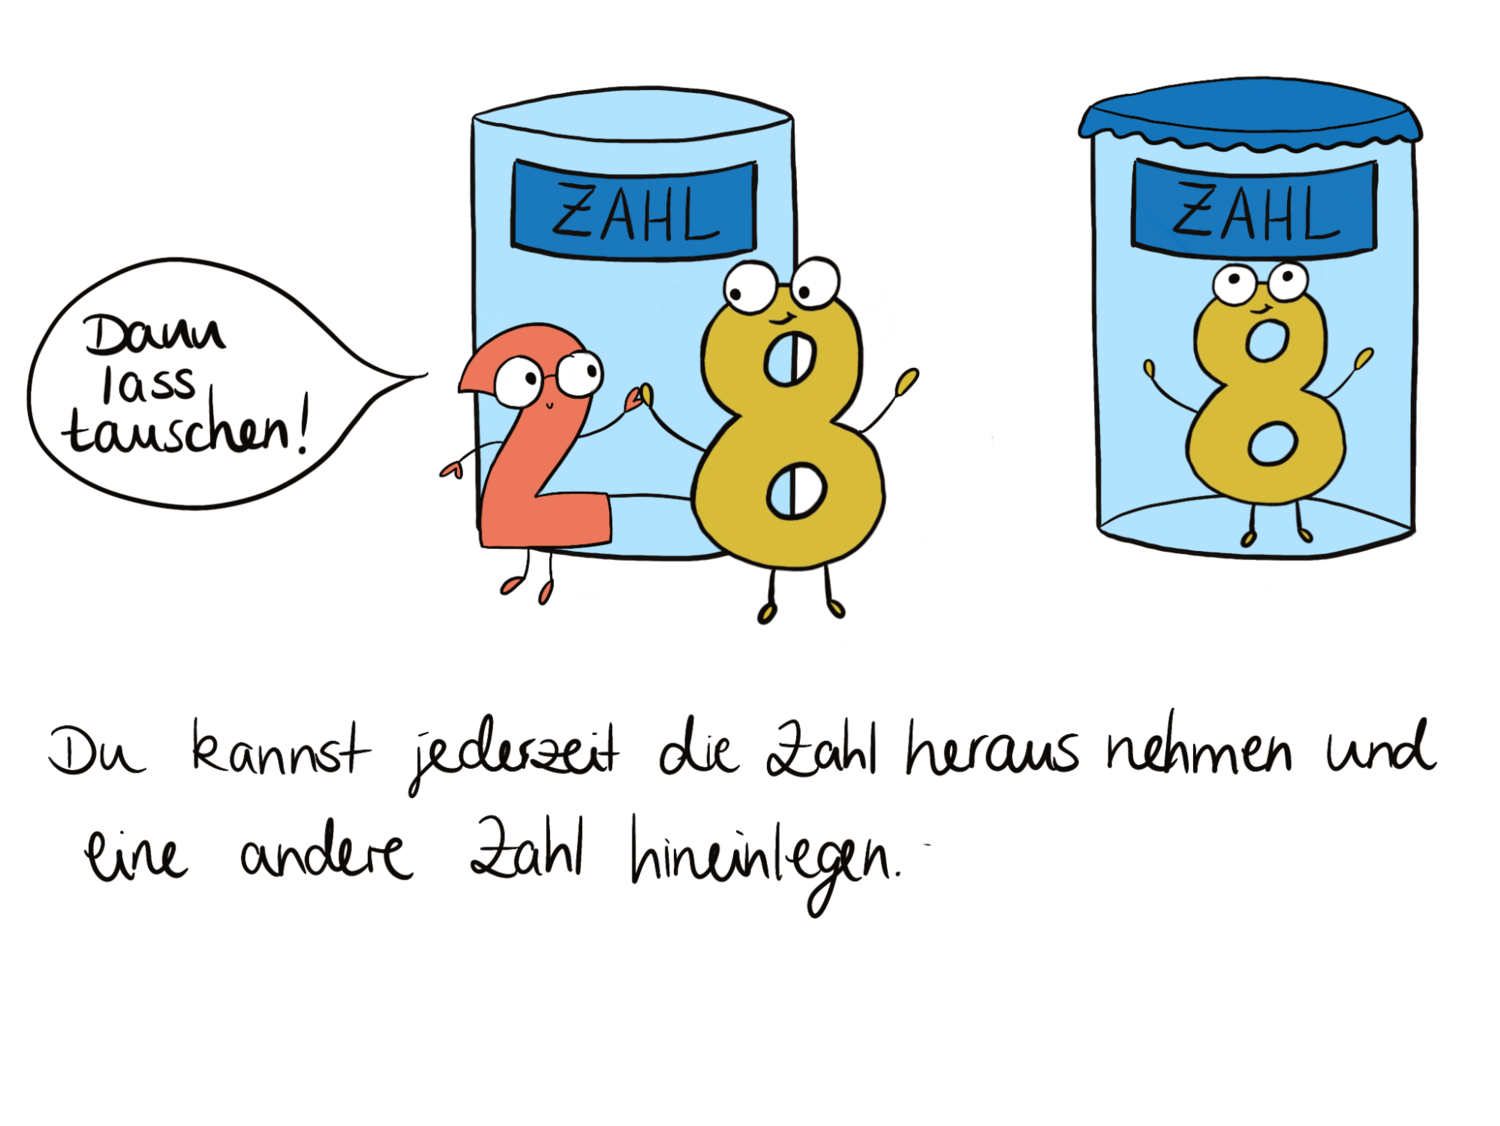 ZAHL
ZAHL
Dann
lass
tauschen!
Du kannst jederzeit die Zahl heraus nehmen und
eine andere Zahl hineinlegen.